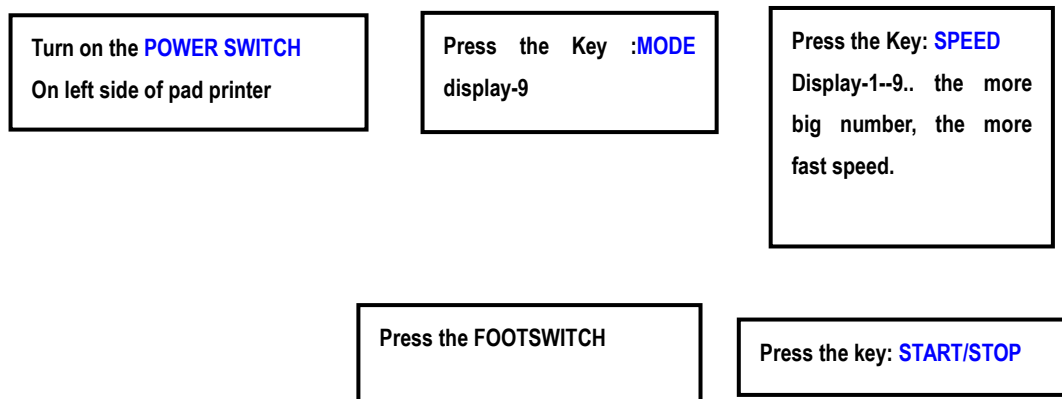 Turn on the POWER SWITCH
On left side of pad printer
Press the Key :MODE
display-9
Press the Key: SPEED
Display-1--9.. the more
big number, the more
fast speed.
Press the FOOTSWITCH
Press the key: START/STOP